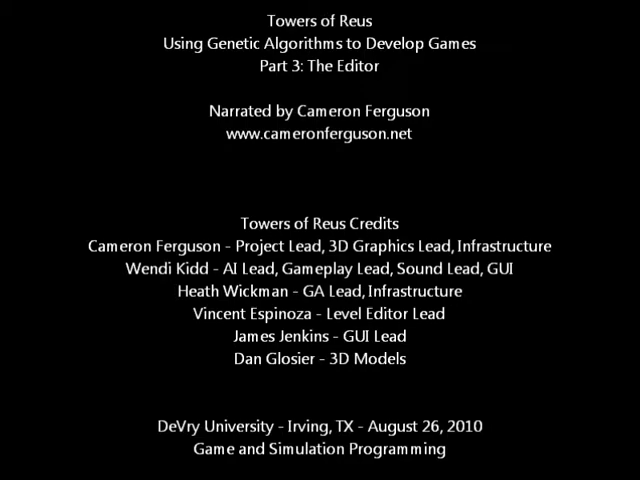 Towers of Reus
Using Genetic Algorithms to Develop Games
Part 3: The Editor
Narrated by Cameron Ferguson
www.cameronferguson.net
Towers of Reus Credits
Cameron Ferguson - Project Lead, 3D Graphics Lead, Infrastructure
Wendi Kidd - AI Lead, Gameplay Lead, Sound Lead, GUI
Heath Wickman - GA Lead, Infrastructure
Vincent Espinoza - Level Editor Lead
James Jenkins - GUI Lead
Dan Glosier - 3D Models
DeVry University - Irving, TX - August 26, 2010
Game and Simulation Programming